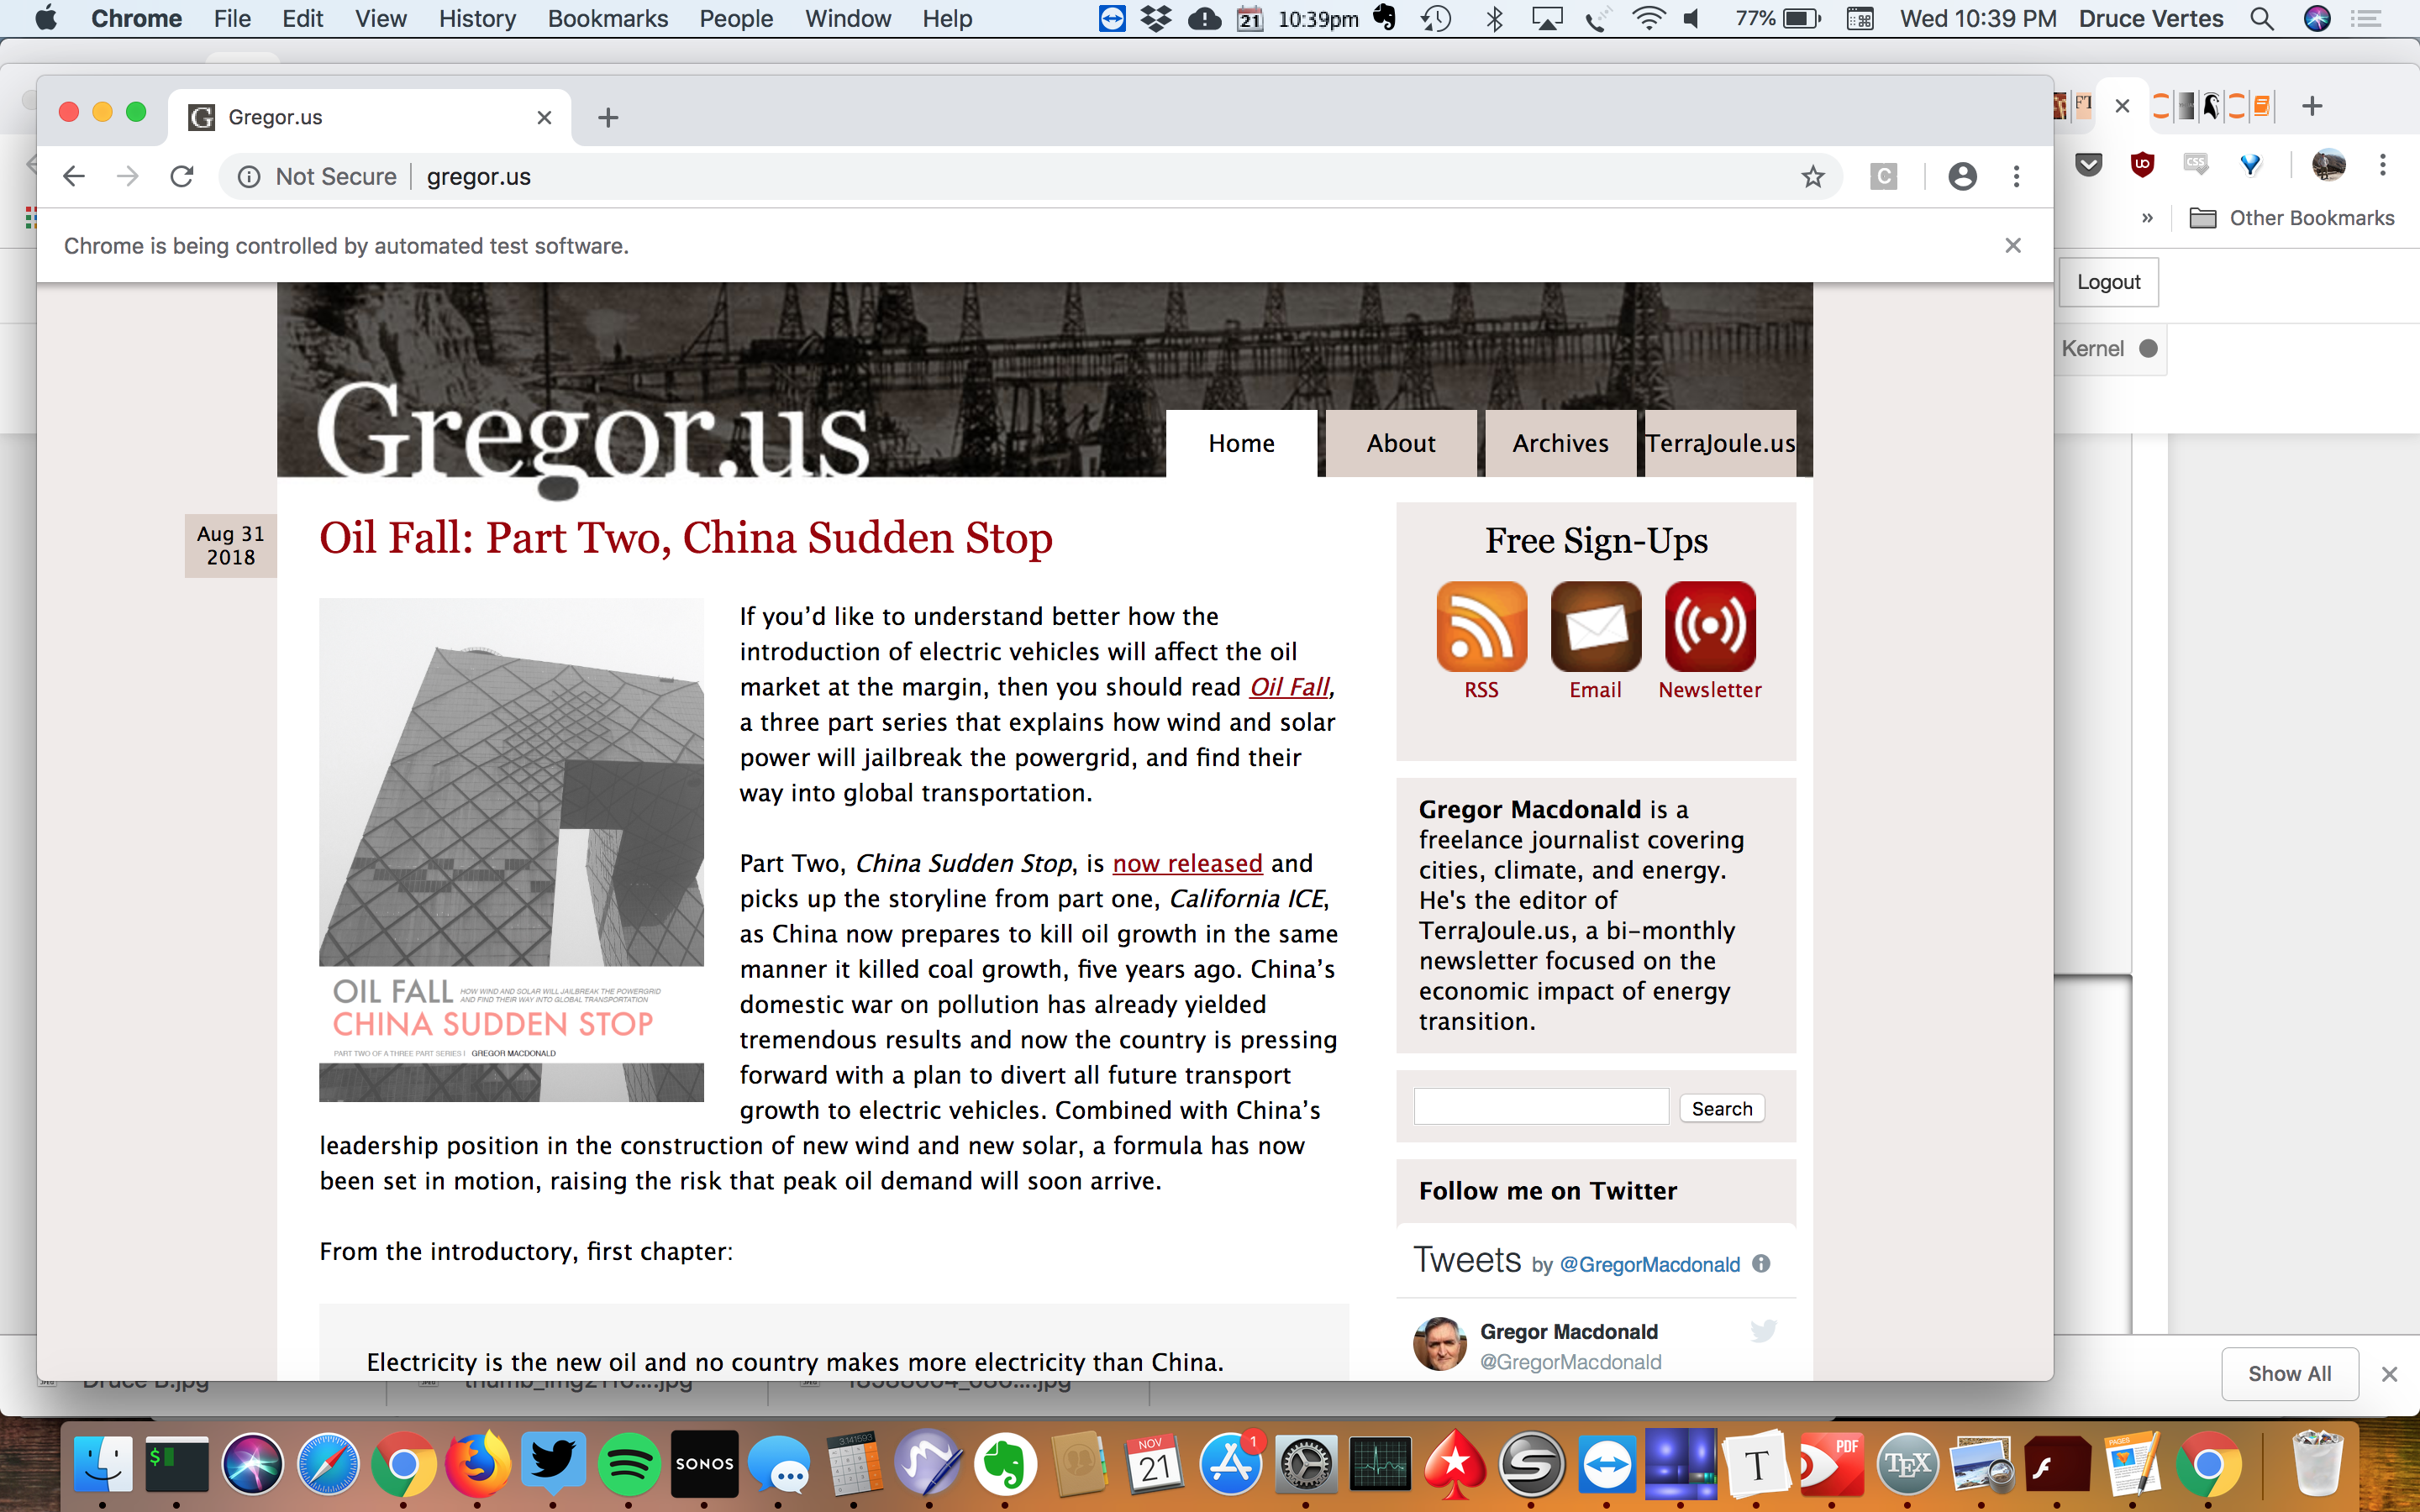 Chrome File Edit View History Bookmarks People Window Help 21 10:39pm 77% Wed 10:39 PM Druce Vertes
Gregor.us
FT
Not Secure | gregor.us
CSS
» Other Bookmarks
Chrome is being controlled by automated test software.
Logout
Kernel
Gregor.us
Home About Archives TerraJoule.us
Aug 31
2018
Oil Fall: Part Two, China Sudden Stop
If you’d like to understand better how the
introduction of electric vehicles will affect the oil
market at the margin, then you should read Oil Fall,
a three part series that explains how wind and solar
power will jailbreak the powergrid, and find their
way into global transportation.
Part Two, China Sudden Stop, is now released and
picks up the storyline from part one, California ICE,
as China now prepares to kill oil growth in the same
manner it killed coal growth, five years ago. China’s
domestic war on pollution has already yielded
tremendous results and now the country is pressing
forward with a plan to divert all future transport
growth to electric vehicles. Combined with China’s
leadership position in the construction of new wind and new solar, a formula has now
been set in motion, raising the risk that peak oil demand will soon arrive.
OIL FALL HOW WIND AND SOLAR WILL JAILBREAK THE POWERGRID
AND FIND THEIR WAY INTO GLOBAL TRANSPORTATION
CHINA SUDDEN STOP
PART TWO OF A THREE PART SERIES | GREGOR MACDONALD
From the introductory, first chapter:
Electricity is the new oil and no country makes more electricity than China.
Free Sign-Ups
RSS Email Newsletter
Gregor Macdonald is a
freelance journalist covering
cities, climate, and energy.
He's the editor of
TerraJoule.us, a bi-monthly
newsletter focused on the
economic impact of energy
transition.
Search
Follow me on Twitter
Tweets by @GregorMacdonald
Gregor Macdonald
@GregorMacdonald
Show All
SONOS
3.141593
NOV
21
1
T
PDF
TEX
PAGES